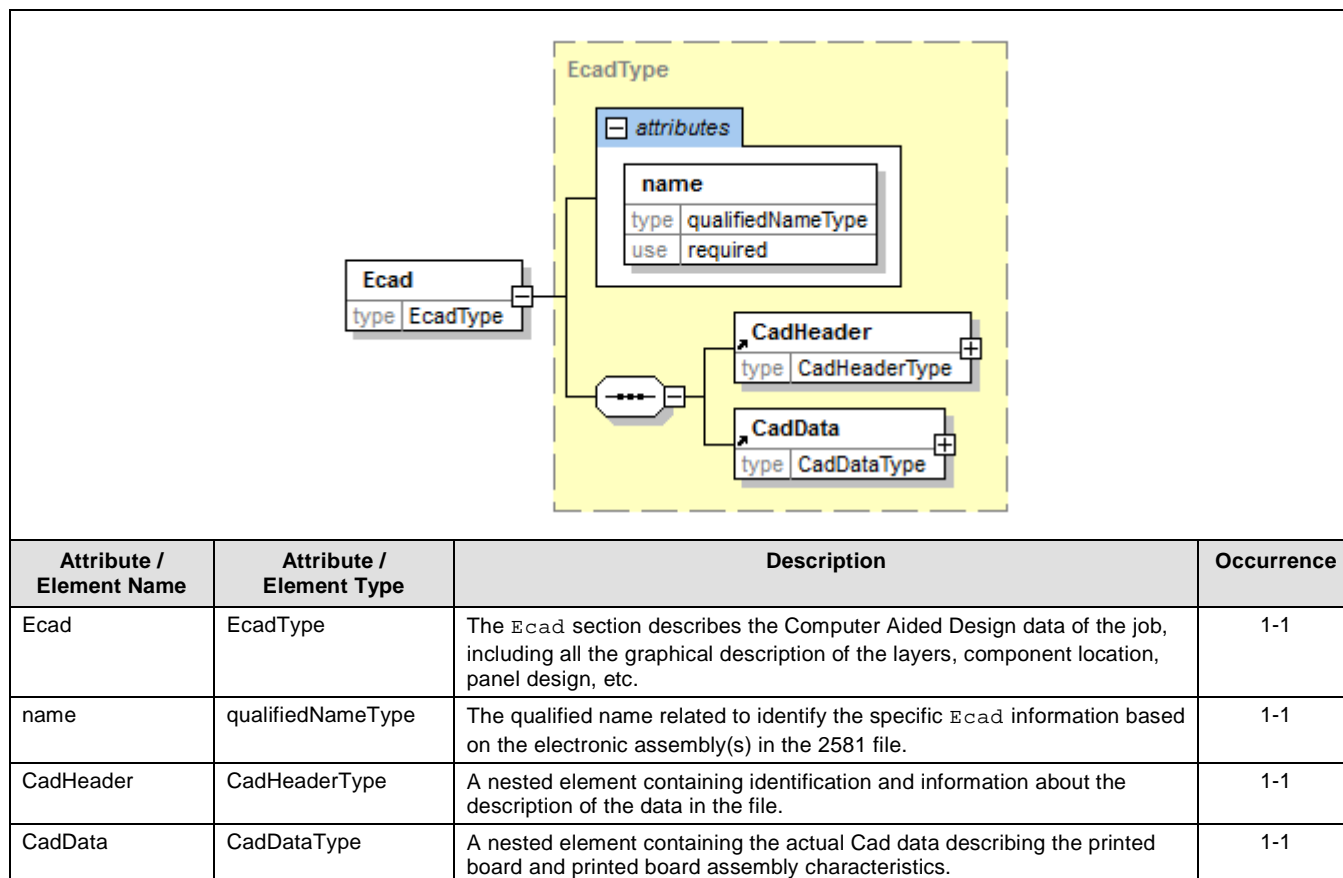 EcadType
attributes
name
type qualifiedNameType
use required
Ecad
type EcadType
CadHeader
type CadHeaderType
CadData
type CadDataType
Attribute / Element Name Attribute / Element Type Description Occurrence
Ecad EcadType The Ecad section describes the Computer Aided Design data of the job, 1-1
including all the graphical description of the layers, component location,
panel design, etc.
name qualifiedNameType The qualified name related to identify the specific Ecad information based 1-1
on the electronic assembly(s) in the 2581 file.
CadHeader CadHeaderType A nested element containing identification and information about the 1-1
description of the data in the file.
CadData CadDataType A nested element containing the actual Cad data describing the printed 1-1
board and printed board assembly characteristics.